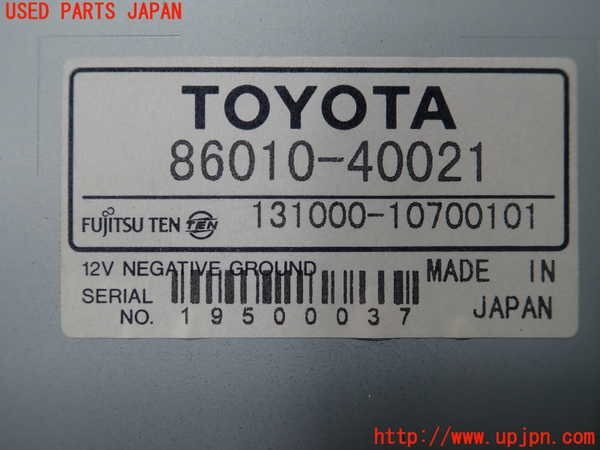 USED PARTS JAPAN
TOYOTA
86010-40021
FUJITSU TEN TEN 131000-10700101
12V NEGATIVE GROUND MADE IN
SERIAL JAPAN
NO. 19500037
http://www.upjpn.com